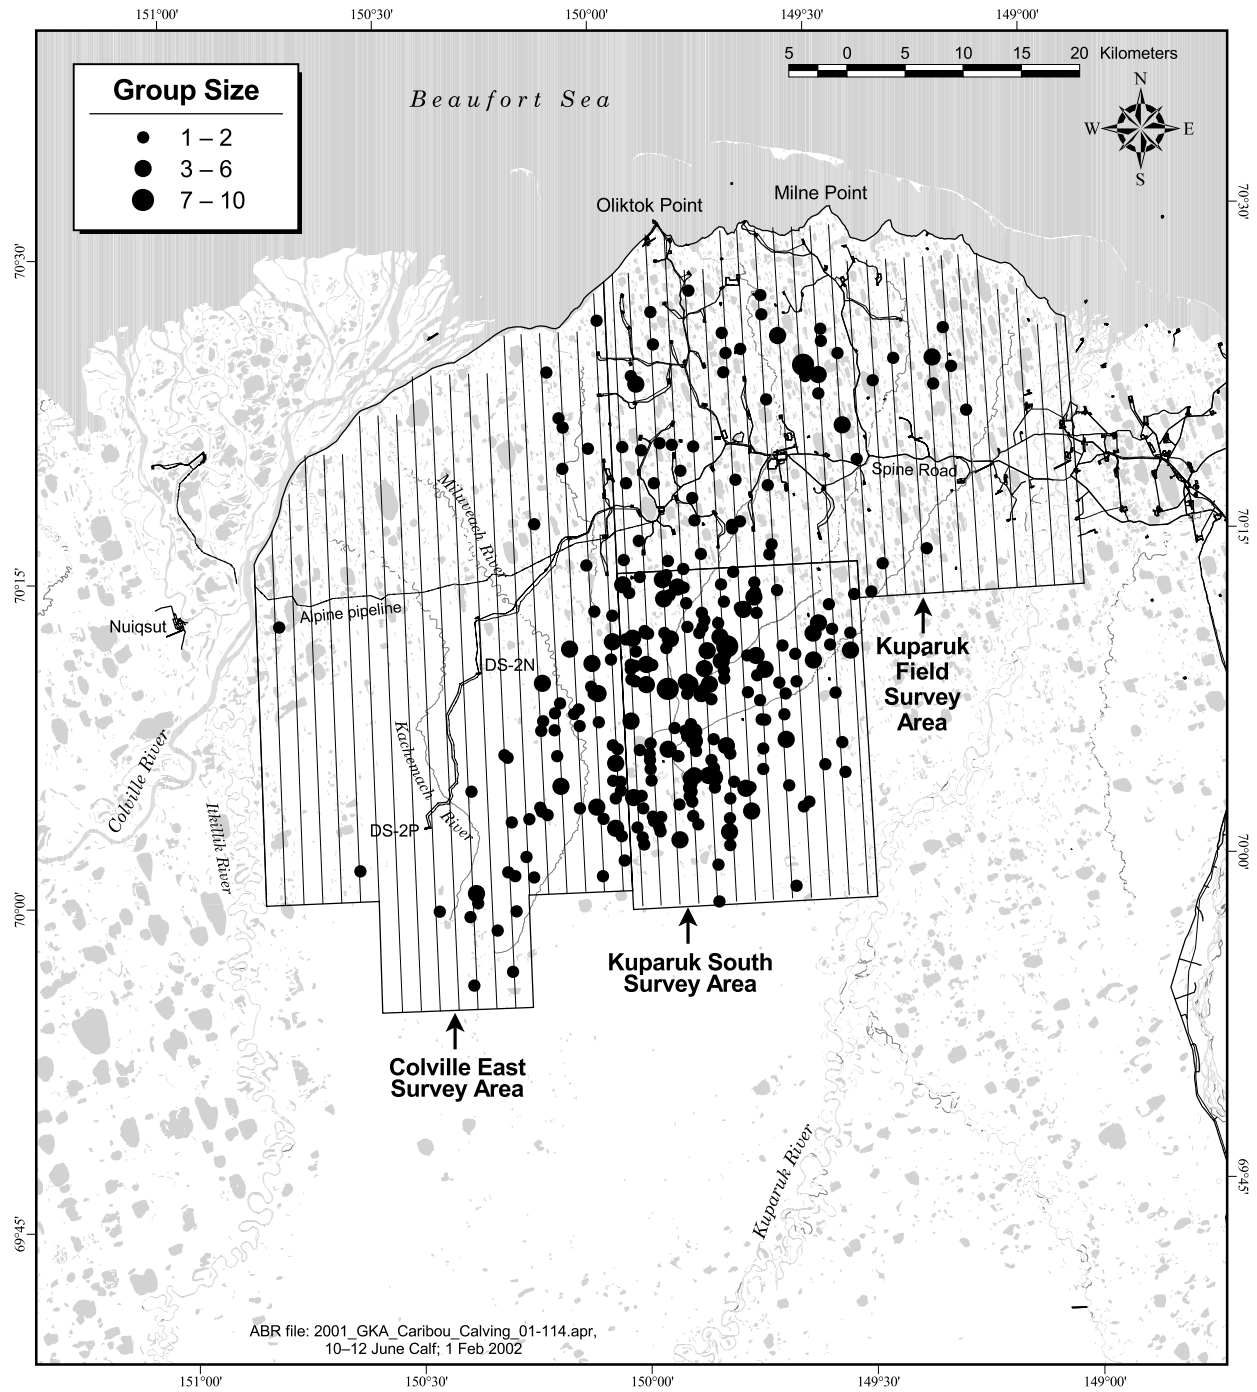 151°00'
150°30'
150°00'
149°30'
149°00'
5 0 5 10 15 20 Kilometers
Group Size
1 – 2
3 – 6
7 – 10
Beaufort Sea
N
W E
S
Milne Point
Oliktok Point
70°30'
70°30'
Spine Road
Miluveach River
70°15'
70°15'
Alpine pipeline
Nuiqsut
DS-2N
Kuparuk
Field
Survey
Area
Colville River
Kachemach River
Itkillik River
DS-2P
70°00'
70°00'
Kuparuk South
Survey Area
Colville East
Survey Area
Kuparuk River
69°45'
69°45'
ABR file: 2001_GKA_Caribou_Calving_01-114.apr,
10–12 June Calf; 1 Feb 2002
151°00'
150°30'
150°00'
149°30'
149°00'